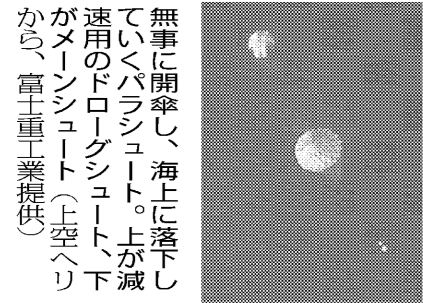 無事に開傘し、海上に落下し
ていくパラシュート。上が減
速用のドローグシュート、下
がメーンシュート（上空ヘリ
から、富士重工業提供）